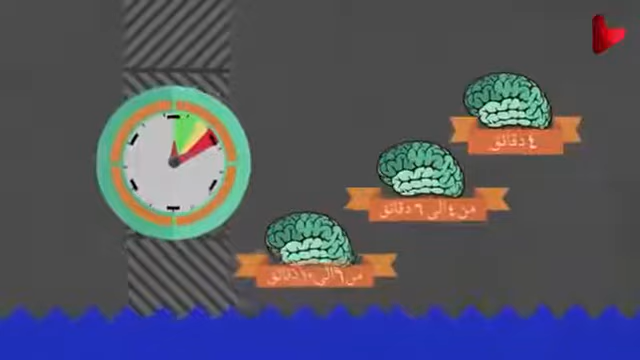 ٤ دقائق
من ٤ الى ٦ دقائق
من ٦ الى ١٠ دقائق